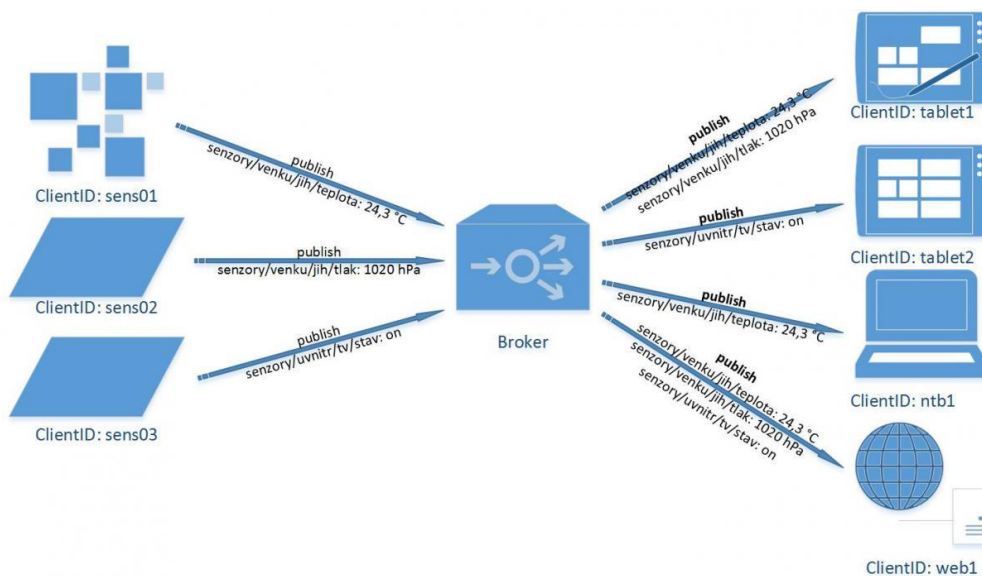 publish
senzory/venku/jih/teplota: 24,3 °C
ClientID: sens01
publish
senzory/venku/jih/tlak: 1020 hPa
ClientID: sens02
publish
senzory/uvnitr/tv/stav: on
ClientID: sens03
Broker
publish
senzory/venku/jih/teplota: 24,3 °C
senzory/venku/jih/tlak: 1020 hPa
ClientID: tablet1
publish
senzory/uvnitr/tv/stav: on
ClientID: tablet2
publish
senzory/venku/jih/teplota: 24,3 °C
ClientID: ntb1
publish
senzory/venku/jih/teplota: 24,3 °C
senzory/venku/jih/tlak: 1020 hPa
senzory/uvnitr/tv/stav: on
ClientID: web1